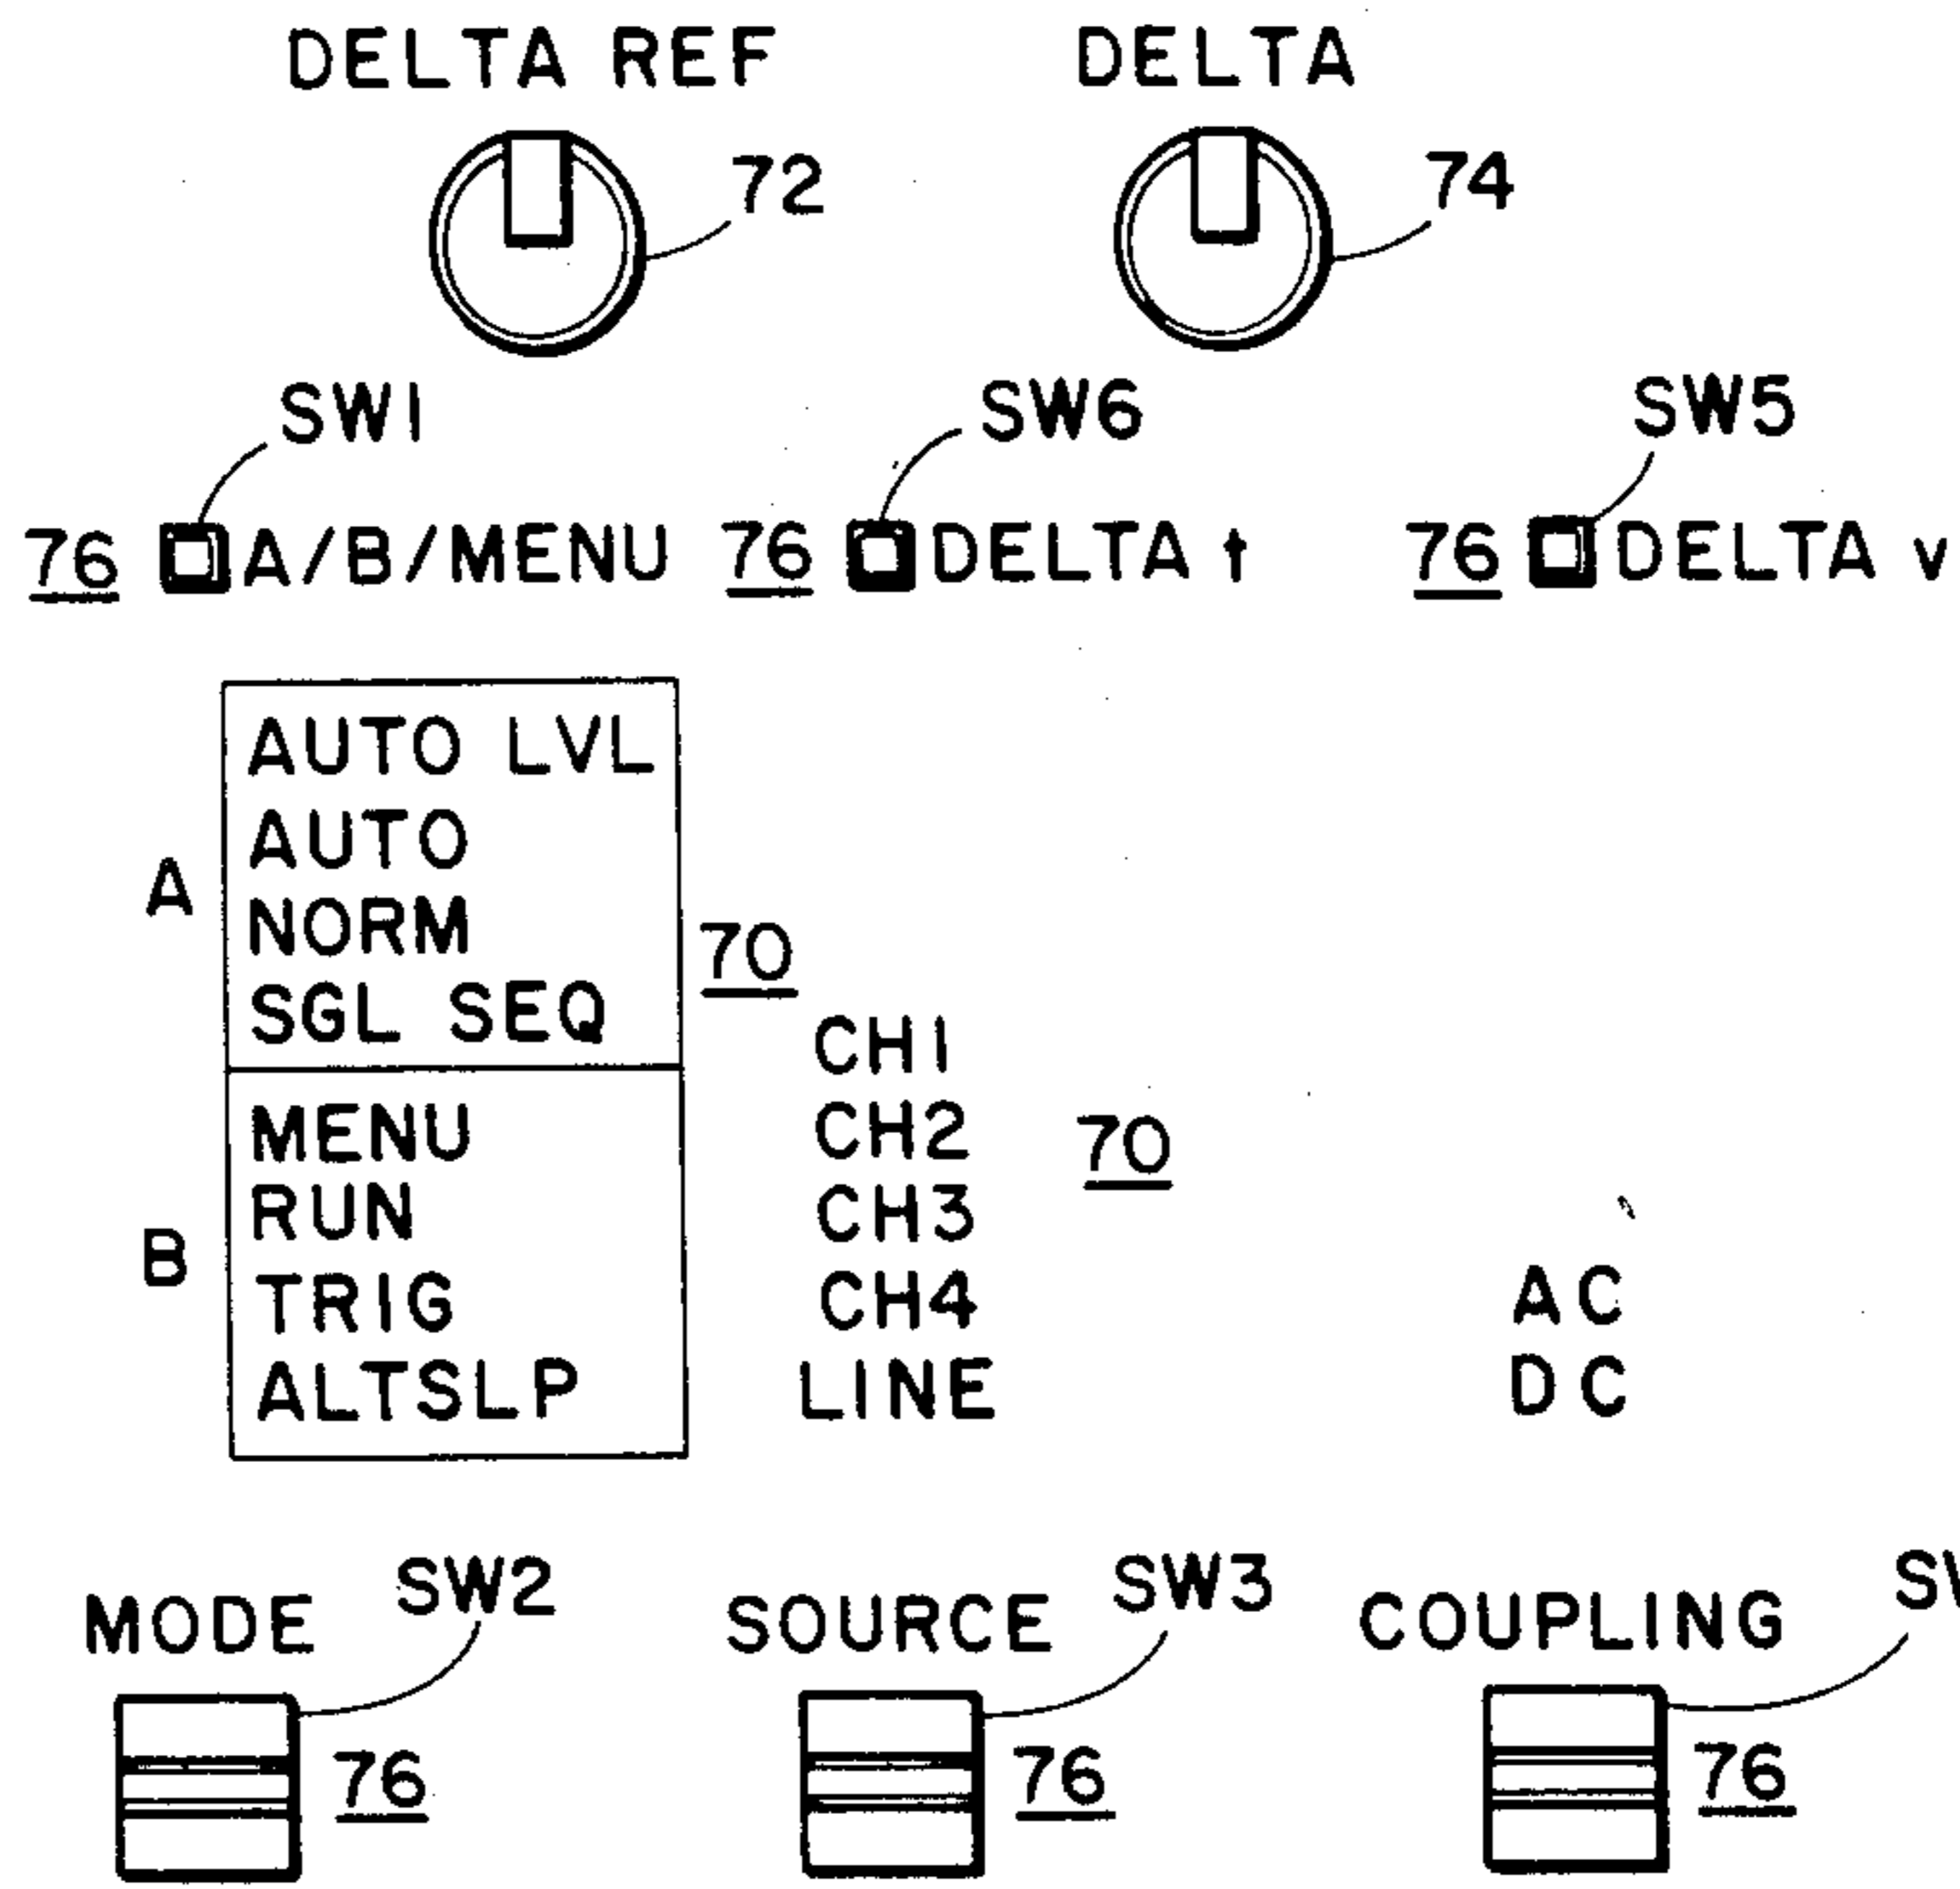 DELTA REF DELTA
72 74
SW1 SW6 SW5
76 A/B/MENU 76 DELTA t 76 DELTA v
AUTO LVL
AUTO
A
NORM
70
SGL SEQ
CH1
MENU CH2 70
RUN CH3
B
TRIG CH4 AC
ALTSLP LINE DC
MODE SW2 SOURCE SW3 COUPLING
76 76 76